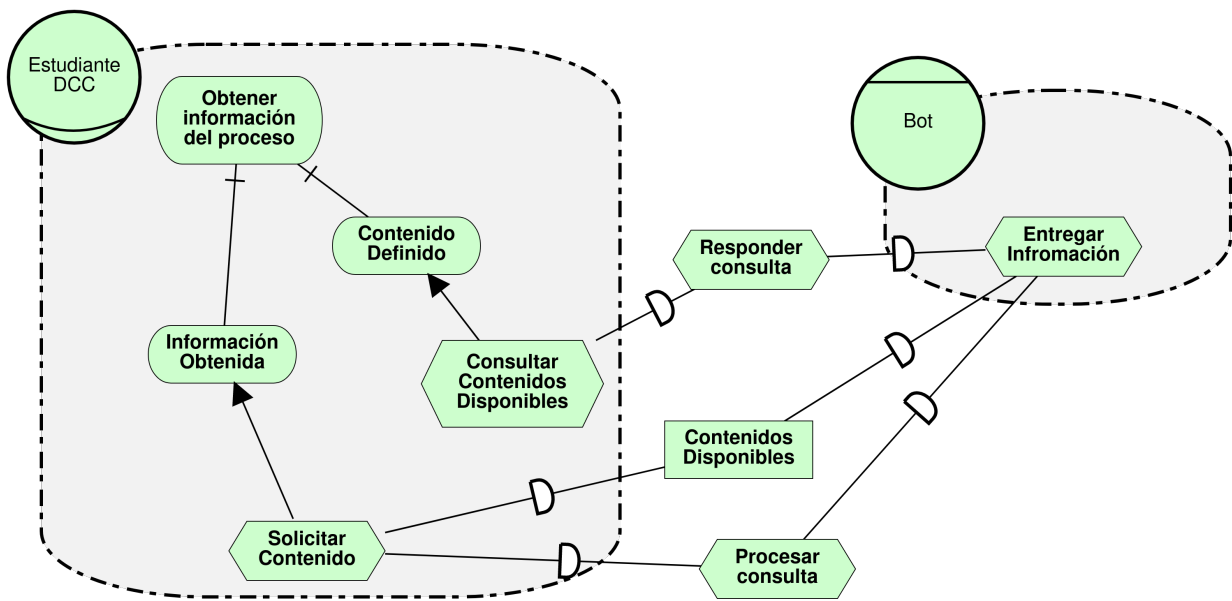 Estudiante
DCC
Obtener
información
del proceso
Bot
Contenido
Definido
Responder
consulta
Entregar
Infromación
Información
Obtenida
Consultar
Contenidos
Disponibles
Contenidos
Disponibles
Solicitar
Contenido
Procesar
consulta